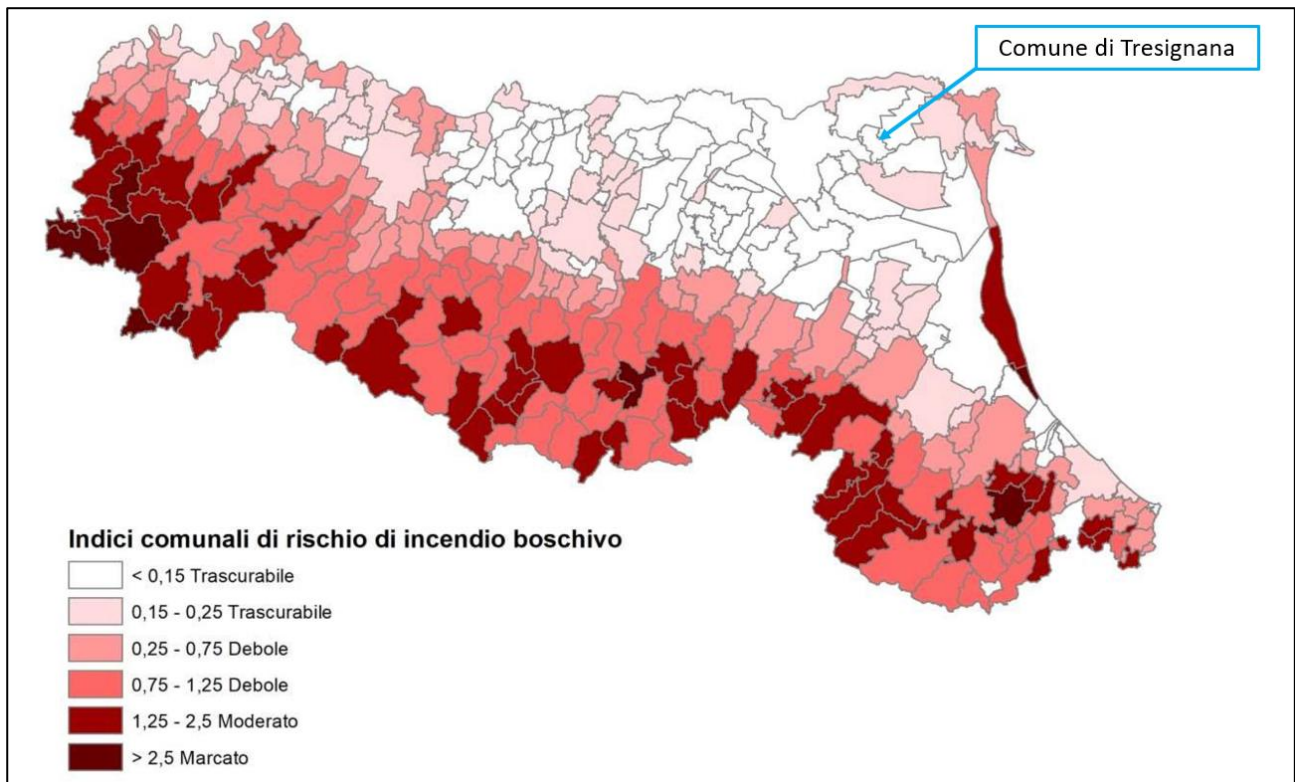 Comune di Tresignana
Indici comunali di rischio di incendio boschivo
< 0,15 Trascurabile
0,15 - 0,25 Trascurabile
0,25 - 0,75 Debole
0,75 - 1,25 Debole
1,25 - 2,5 Moderato
> 2,5 Marcato